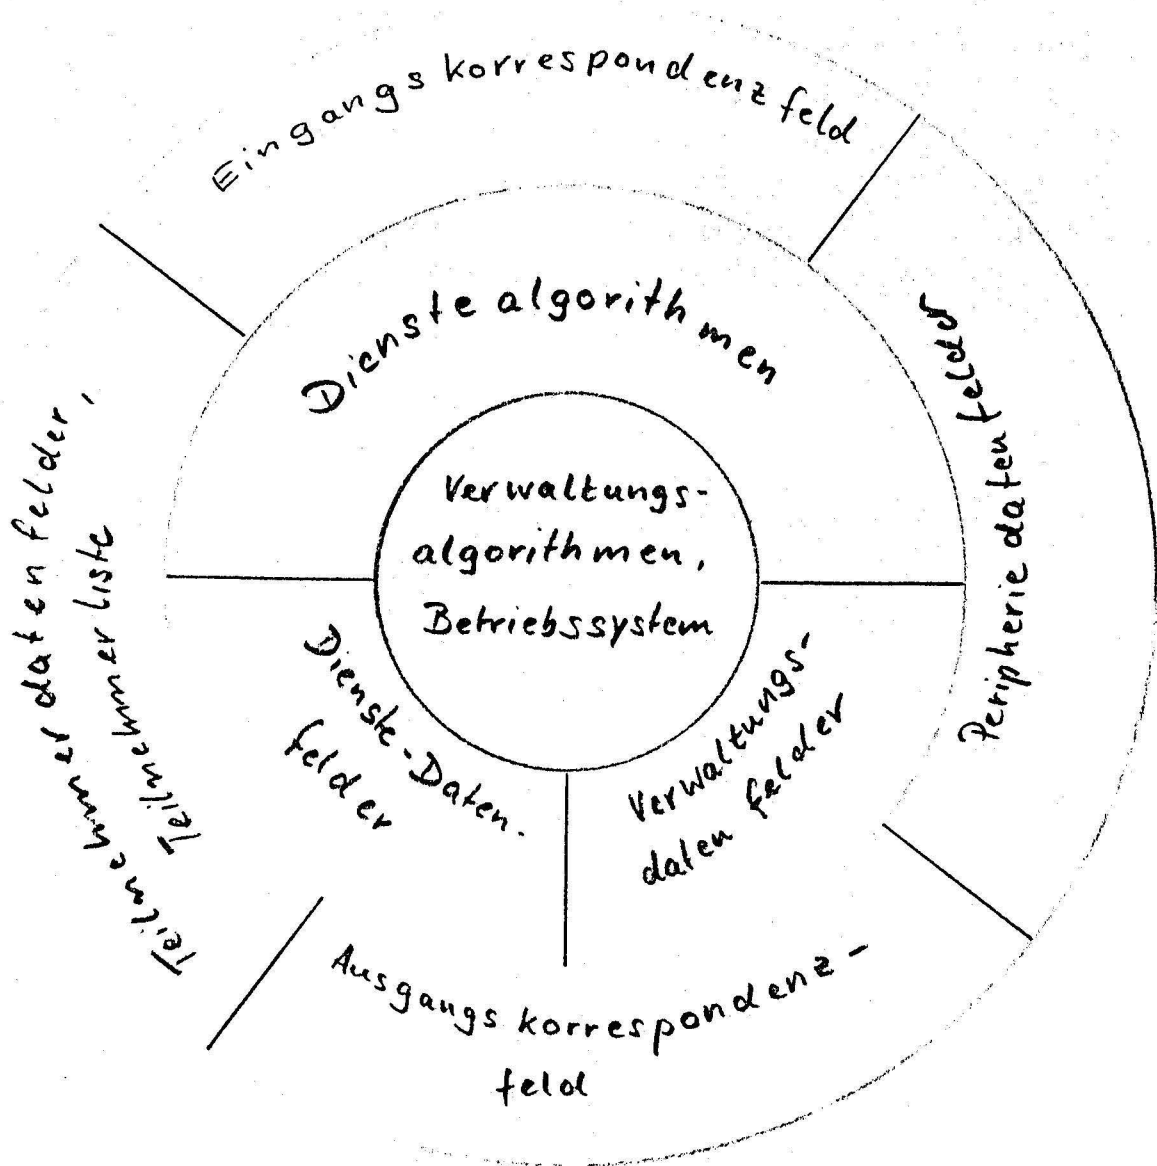 Eingangskorrespondenzfeld
Dienstealgorithmen
Peripheriedatenfelder
Teilnehmerdatenfelder,
Teilnehmerliste
Verwaltungs-
algorithmen,
Betriebssystem
Dienste-Daten-
felder
Verwaltungs-
datenfelder
Ausgangskorrespondenz-
feld